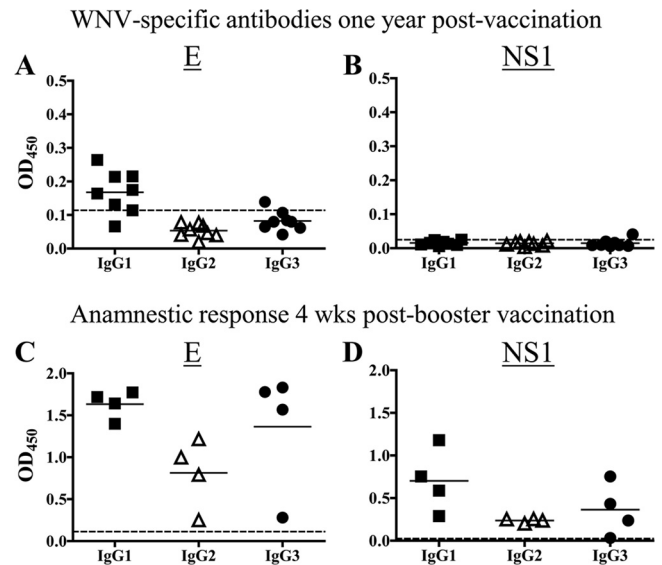 WNV-specific antibodies one year post-vaccination
A E B NS1
0.5 0.5
0.4 0.4
0.3 0.3
OD450
0.2 0.2
0.1 0.1
0.0 0.0
IgG1 IgG2 IgG3 IgG1 IgG2 IgG3
Anamnestic response 4 wks post-booster vaccination
C E D NS1
2.0 2.0
1.5 1.5
OD450
1.0 1.0
0.5 0.5
0.0 0.0
IgG1 IgG2 IgG3 IgG1 IgG2 IgG3